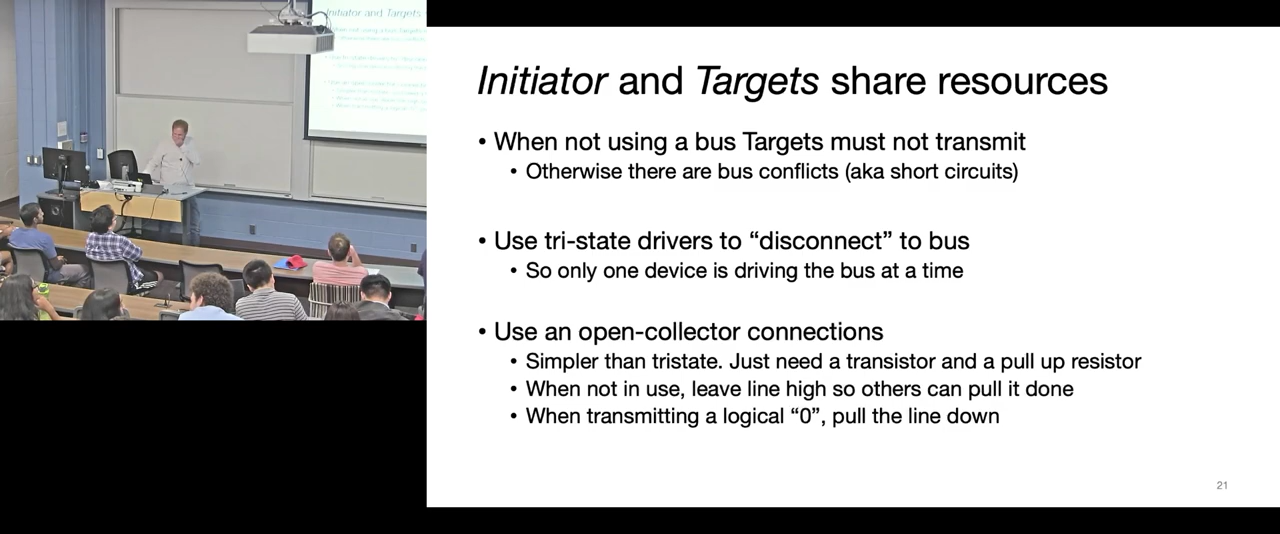 Initiator and Targets
Initiator and Targets share resources
• When not using a bus Targets must not transmit
• Otherwise there are bus conflicts (aka short circuits)
• Use tri-state drivers to “disconnect” to bus
• So only one device is driving the bus at a time
• Use an open-collector connections
• Simpler than tristate. Just need a transistor and a pull up resistor
• When not in use, leave line high so others can pull it done
• When transmitting a logical “0”, pull the line down
21